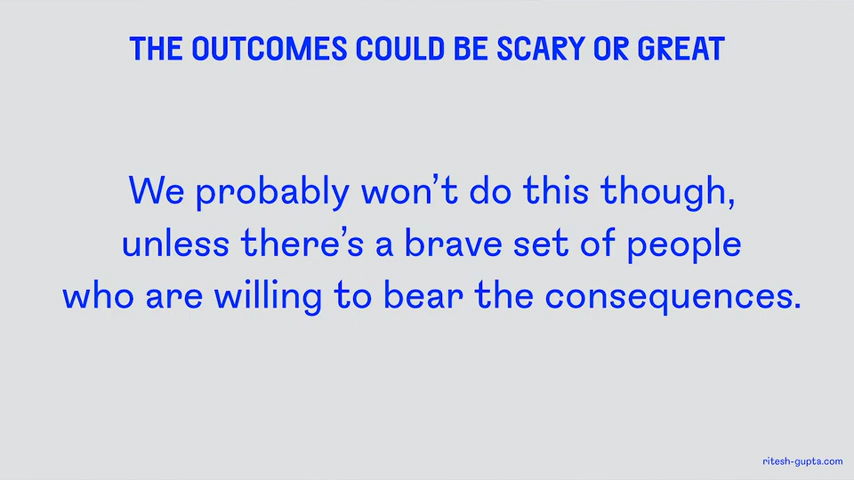 THE OUTCOMES COULD BE SCARY OR GREAT
We probably won't do this though,
unless there's a brave set of people
who are willing to bear the consequences.
ritesh-gupta.com